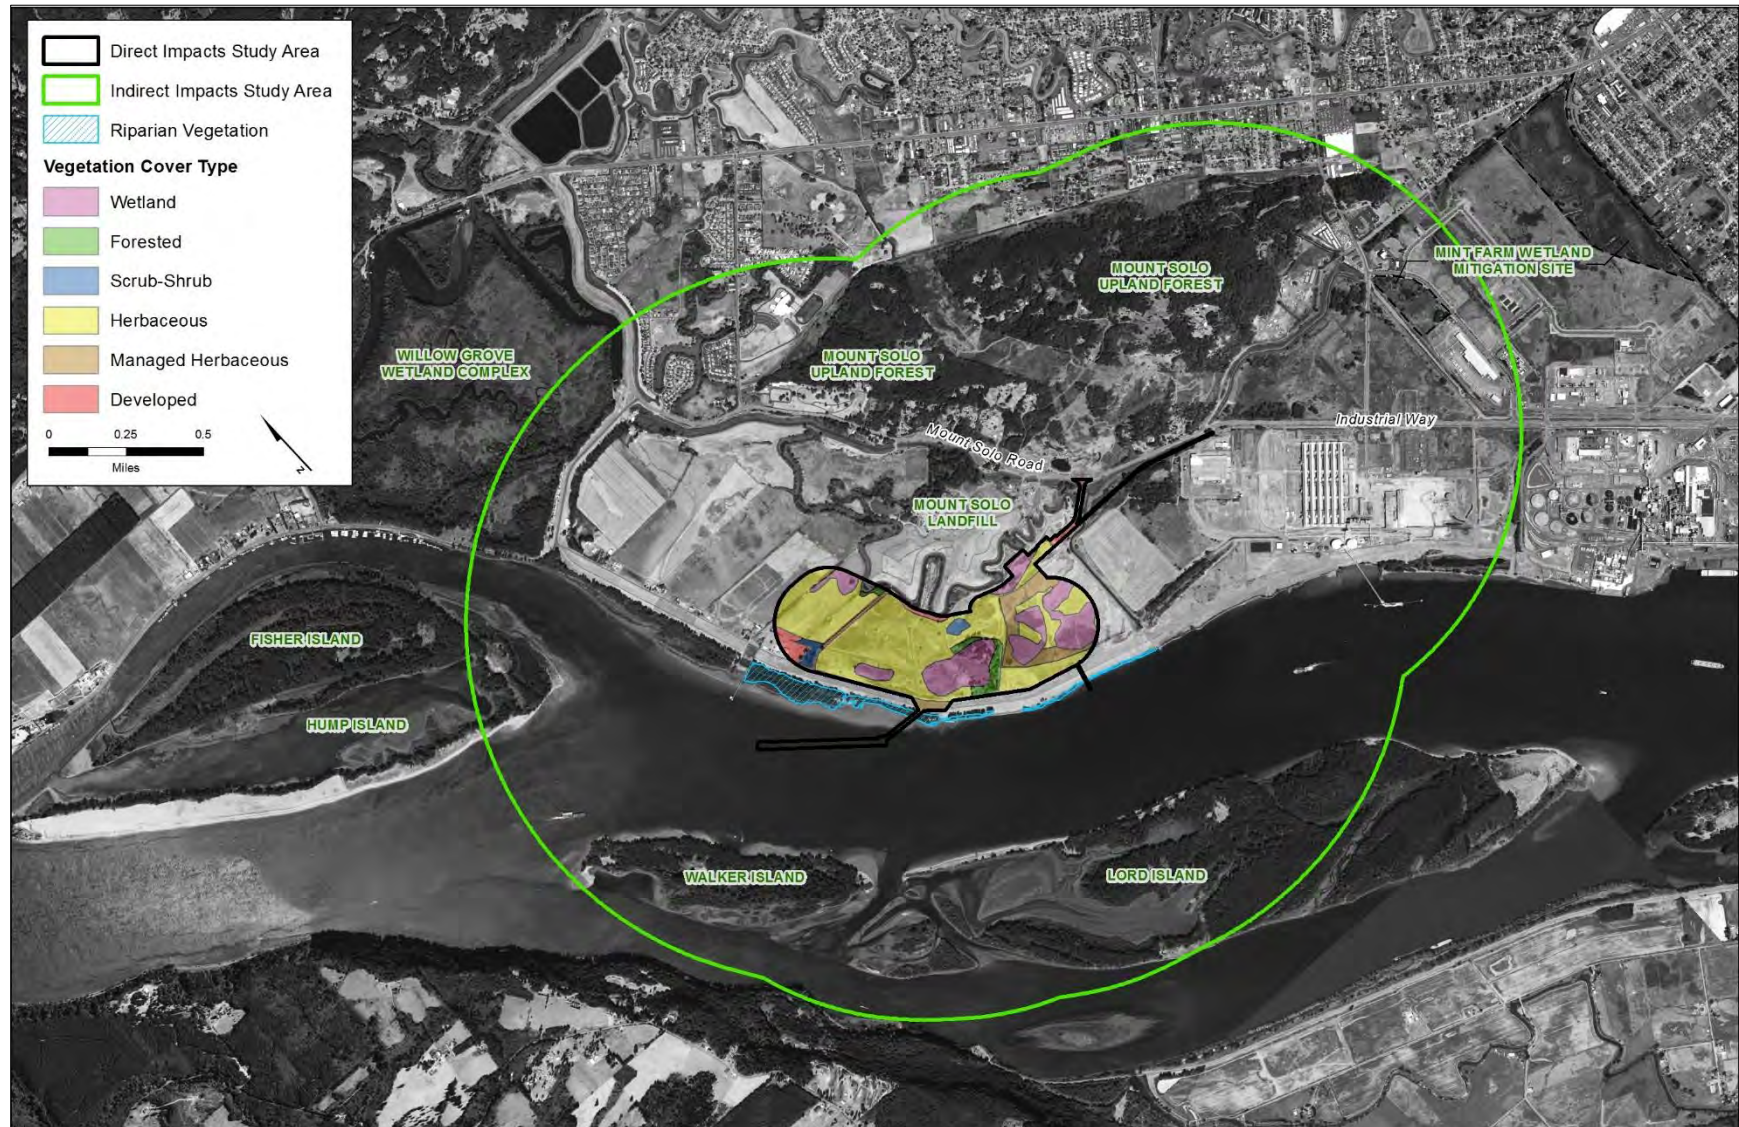 Direct Impacts Study Area
Indirect Impacts Study Area
Riparian Vegetation
Vegetation Cover Type
Wetland
Forested
Scrub-Shrub
Herbaceous
Managed Herbaceous
Developed
0 0.25 0.5
Miles
N
MINT FARM WETLAND
MITIGATION SITE
MOUNT SOLO
UPLAND FOREST
WILLOW GROVE
WETLAND COMPLEX
MOUNT SOLO
UPLAND FOREST
Industrial Way
Mount Solo Road
MOUNT SOLO
LANDFILL
FISHER ISLAND
HUMP ISLAND
WALKER ISLAND
LORD ISLAND